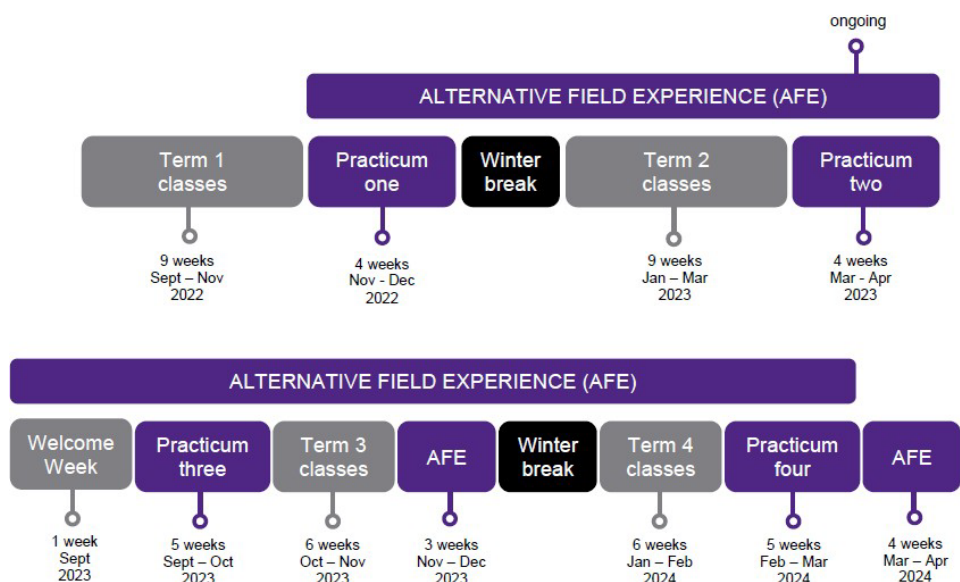 ongoing
ALTERNATIVE FIELD EXPERIENCE (AFE)
Term 1
classes
Practicum
one
Winter
break
Term 2
classes
Practicum
two
9 weeks
Sept – Nov
2022
4 weeks
Nov - Dec
2022
9 weeks
Jan – Mar
2023
4 weeks
Mar - Apr
2023
ALTERNATIVE FIELD EXPERIENCE (AFE)
Welcome
Week
Practicum
three
Term 3
classes
AFE
Winter
break
Term 4
classes
Practicum
four
AFE
1 week
Sept
2023
5 weeks
Sept – Oct
2023
6 weeks
Oct – Nov
2023
3 weeks
Nov – Dec
2023
6 weeks
Jan – Feb
2024
5 weeks
Feb – Mar
2024
4 weeks
Mar – Apr
2024